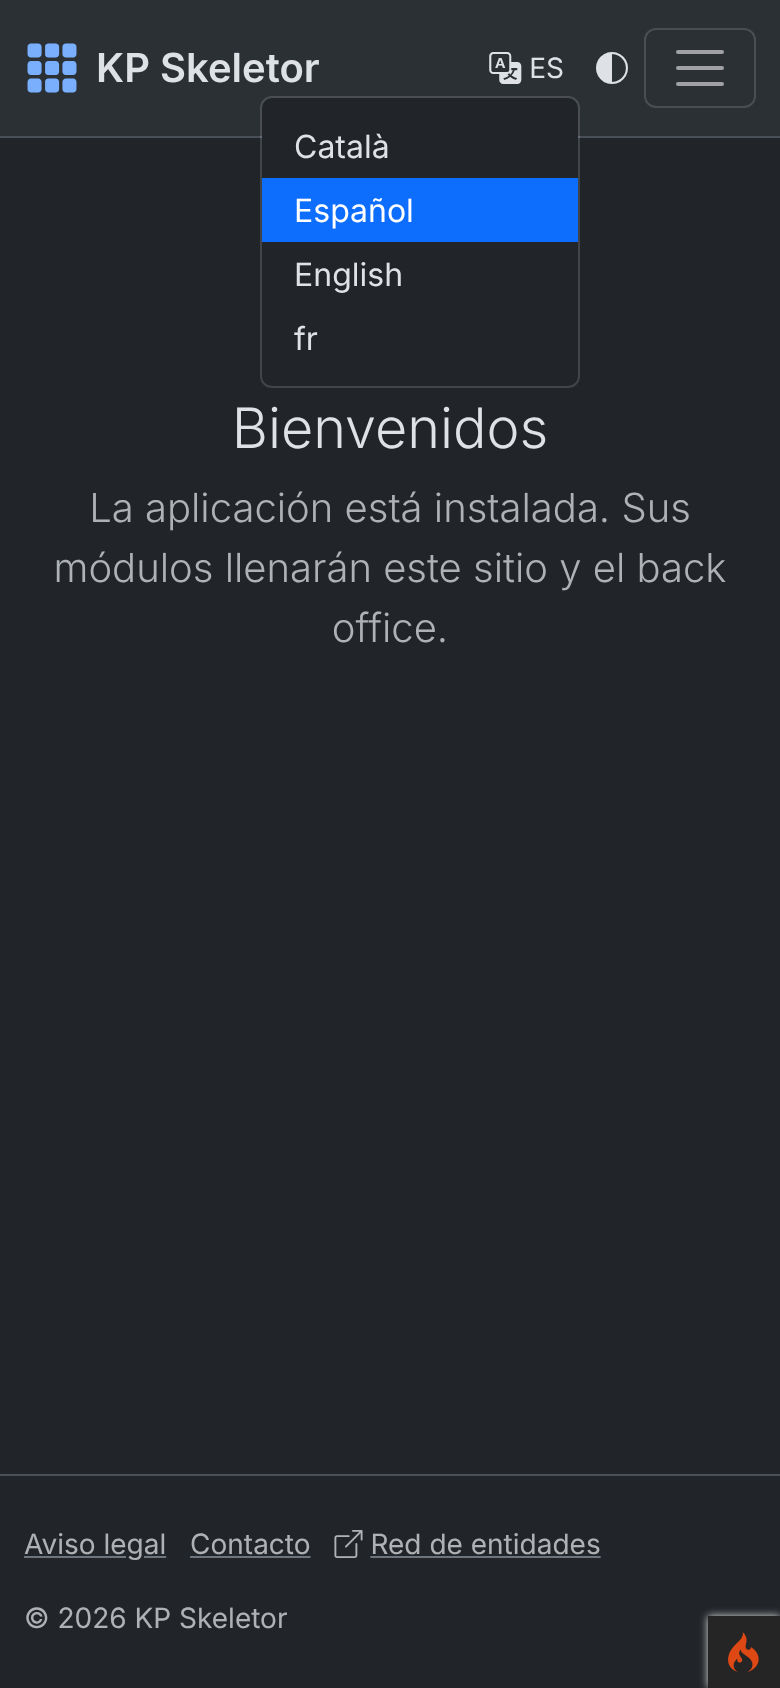 KP Skeletor
ES
Català
Español
English
fr
Bienvenidos
La aplicación está instalada. Sus
módulos llenarán este sitio y el back
office.
Aviso legal Contacto Red de entidades
© 2026 KP Skeletor